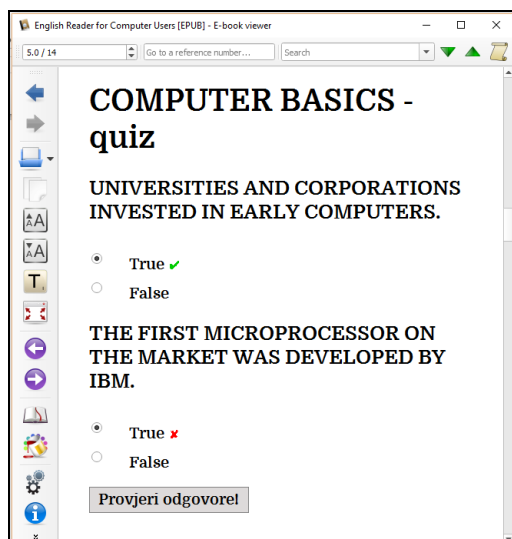 English Reader for Computer Users [EPUB] - E-book viewer
5.0 / 14
Go to a reference number...
Search
COMPUTER BASICS -
quiz
UNIVERSITIES AND CORPORATIONS
INVESTED IN EARLY COMPUTERS.
True ✔
False
THE FIRST MICROPROCESSOR ON
THE MARKET WAS DEVELOPED BY
IBM.
True ✘
False
Provjeri odgovore!